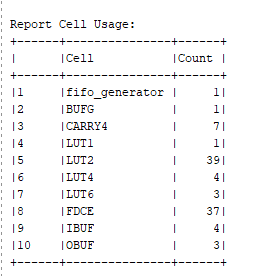 Report Cell Usage:
+------+---------------+------+
|      |Cell           |Count |
+------+---------------+------+
|1     |fifo_generator |     1|
|2     |BUFG           |     1|
|3     |CARRY4         |     7|
|4     |LUT1           |     1|
|5     |LUT2           |    39|
|6     |LUT4           |     4|
|7     |LUT6           |     3|
|8     |FDCE           |    37|
|9     |IBUF           |     4|
|10    |OBUF           |     3|
+------+---------------+------+